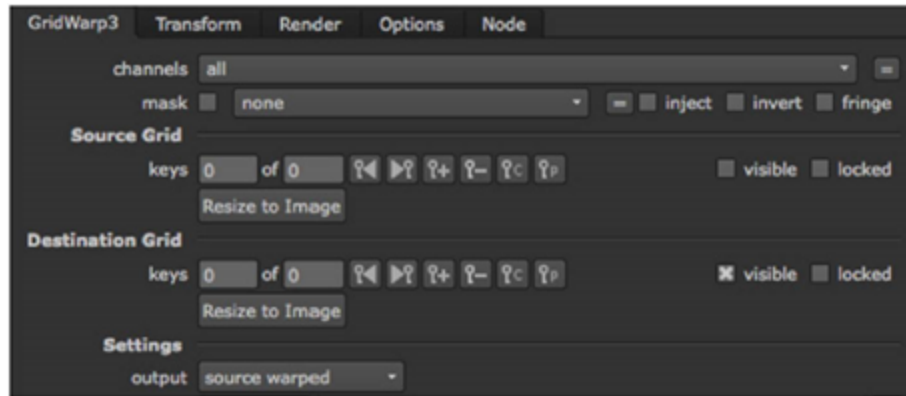 GridWarp3 Transform Render Options Node
channels all =
mask none = inject invert fringe
Source Grid
keys 0 of 0 + − C P visible locked
Resize to Image
Destination Grid
keys 0 of 0 + − C P visible locked
Resize to Image
Settings
output source warped